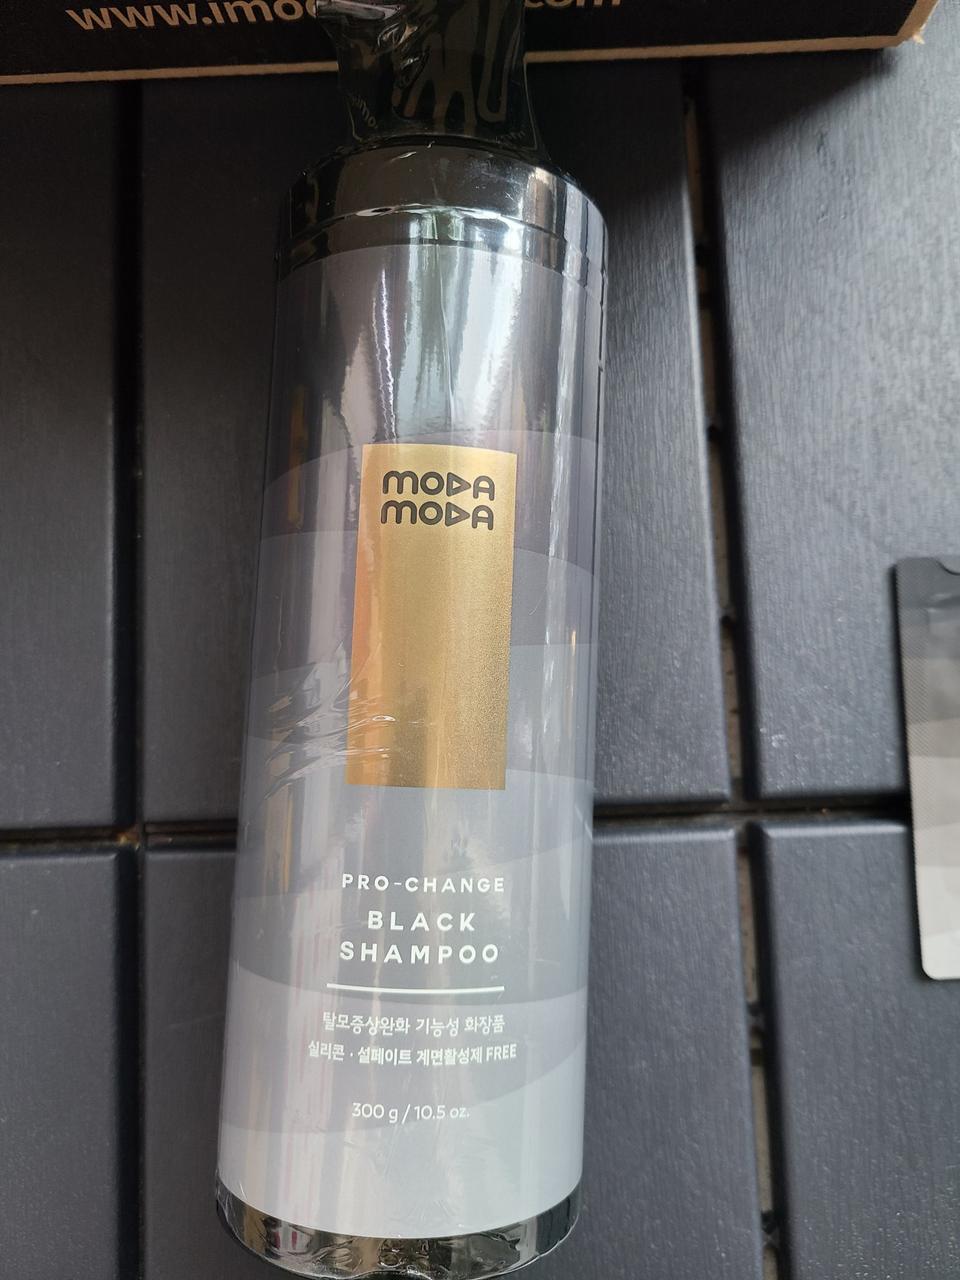 MODA
MODA
PRO-CHANGE
BLACK
SHAMPOO
탈모증상완화 기능성 화장품
실리콘 · 설페이트 계면활성제 FREE
300 g / 10.5 oz.